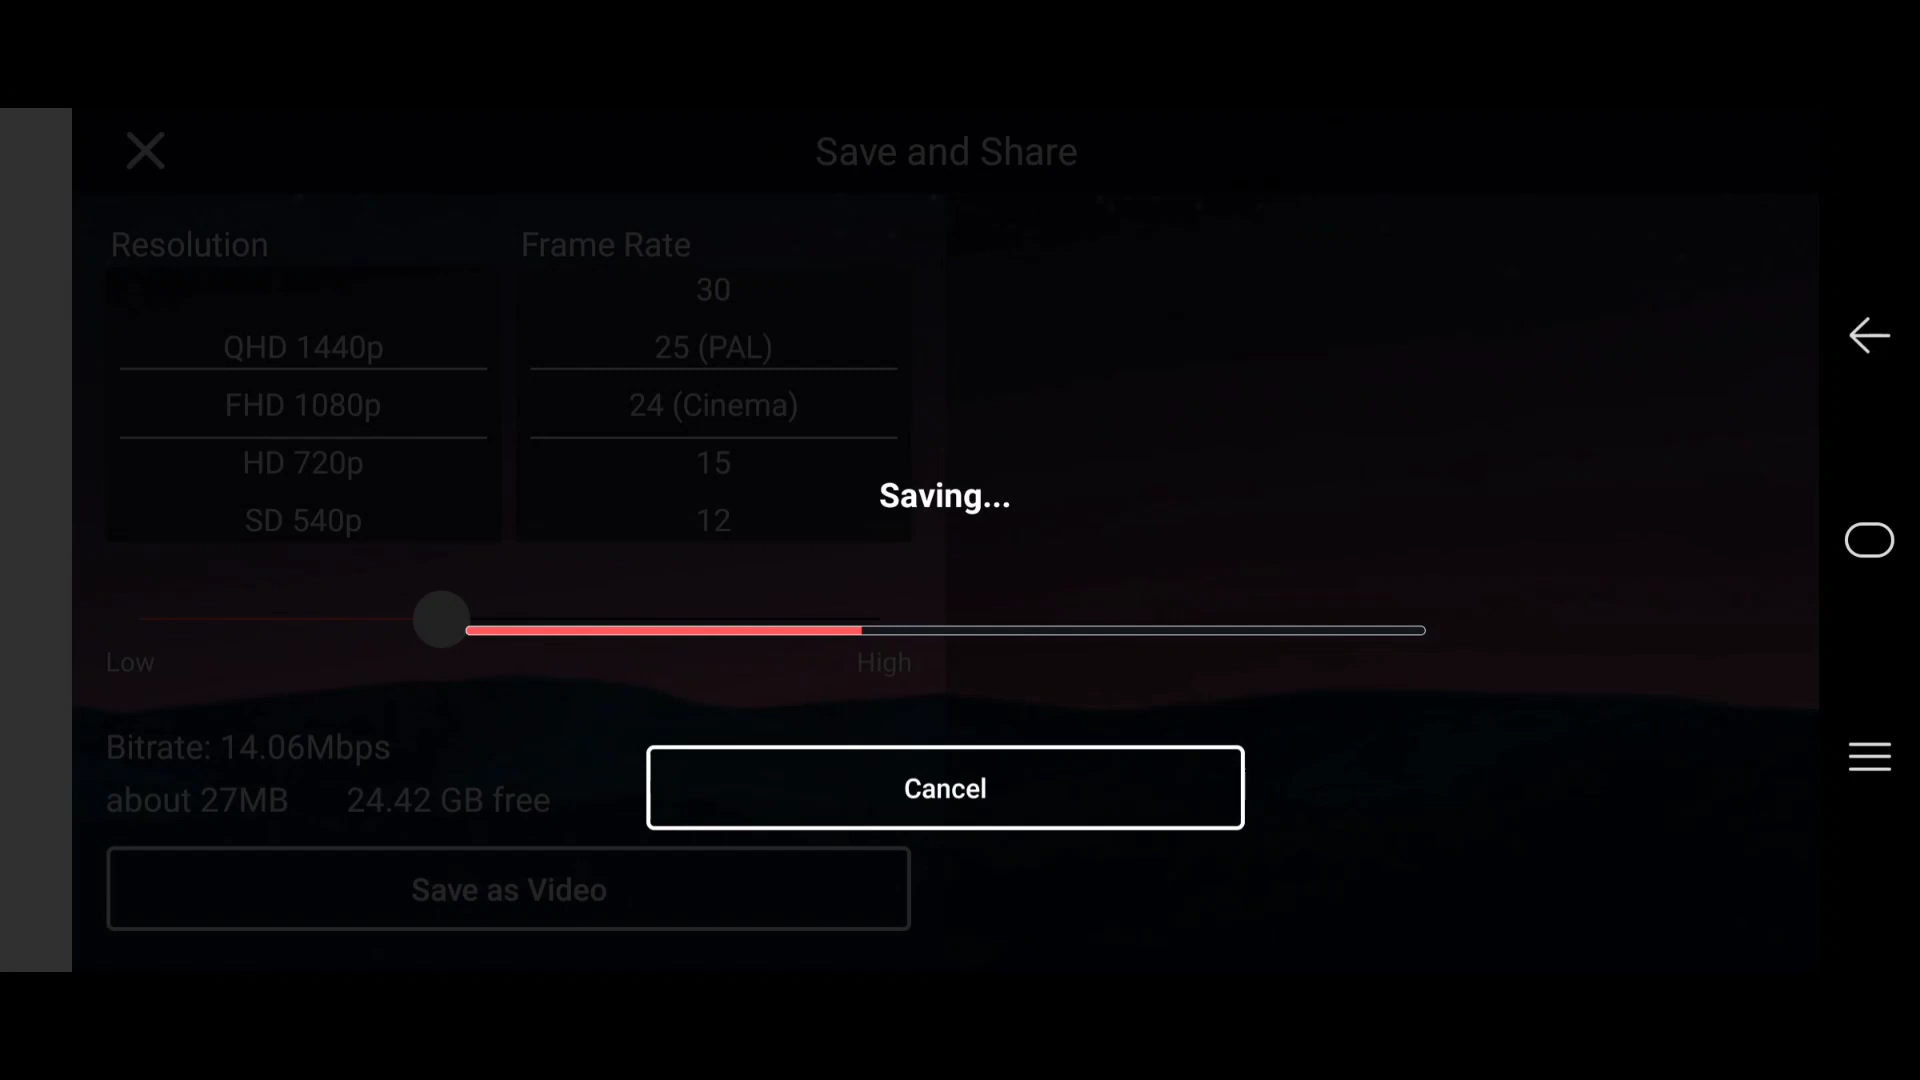 Save and Share
Resolution
Frame Rate
30
QHD 1440p
25 (PAL)
FHD 1080p
24 (Cinema)
HD 720p
15
SD 540p
12
Saving...
Low
High
Bitrate: 14.06Mbps
about 27MB
24.42 GB free
Cancel
Save as Video